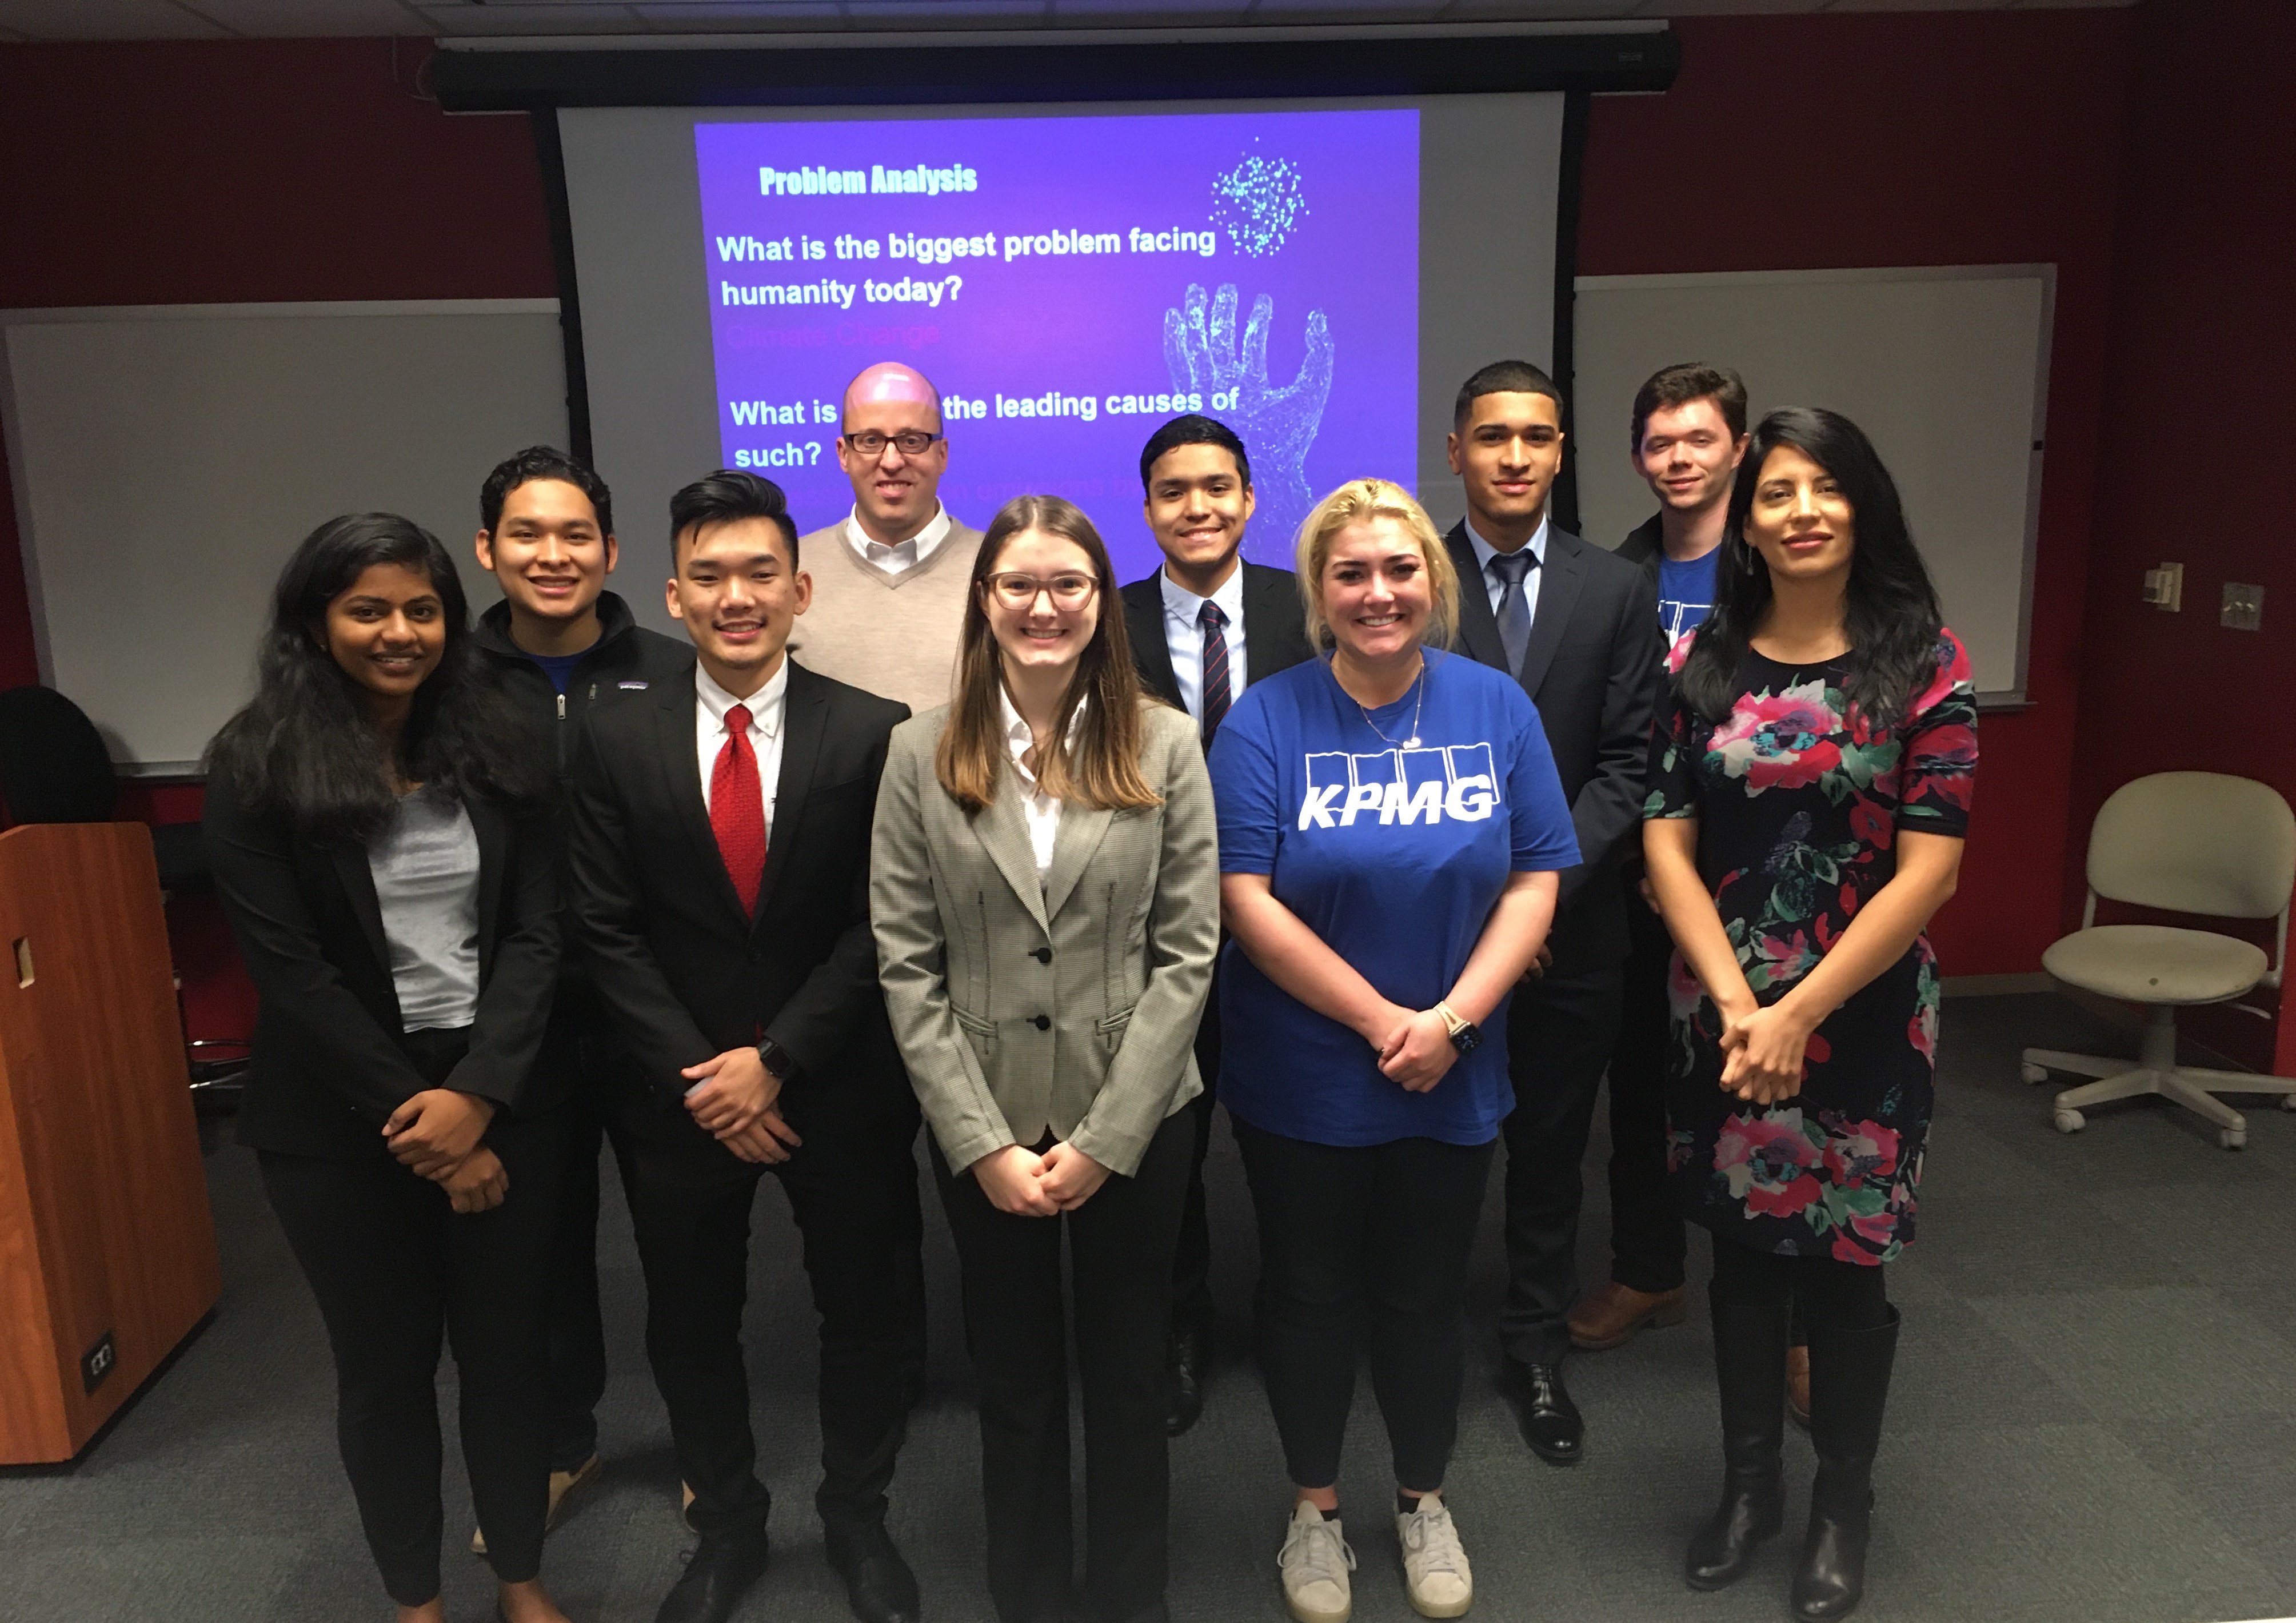 Problem Analysis
What is the biggest problem facing
humanity today?
Climate Change
What is the leading causes of
such?
patagonia
KPMG